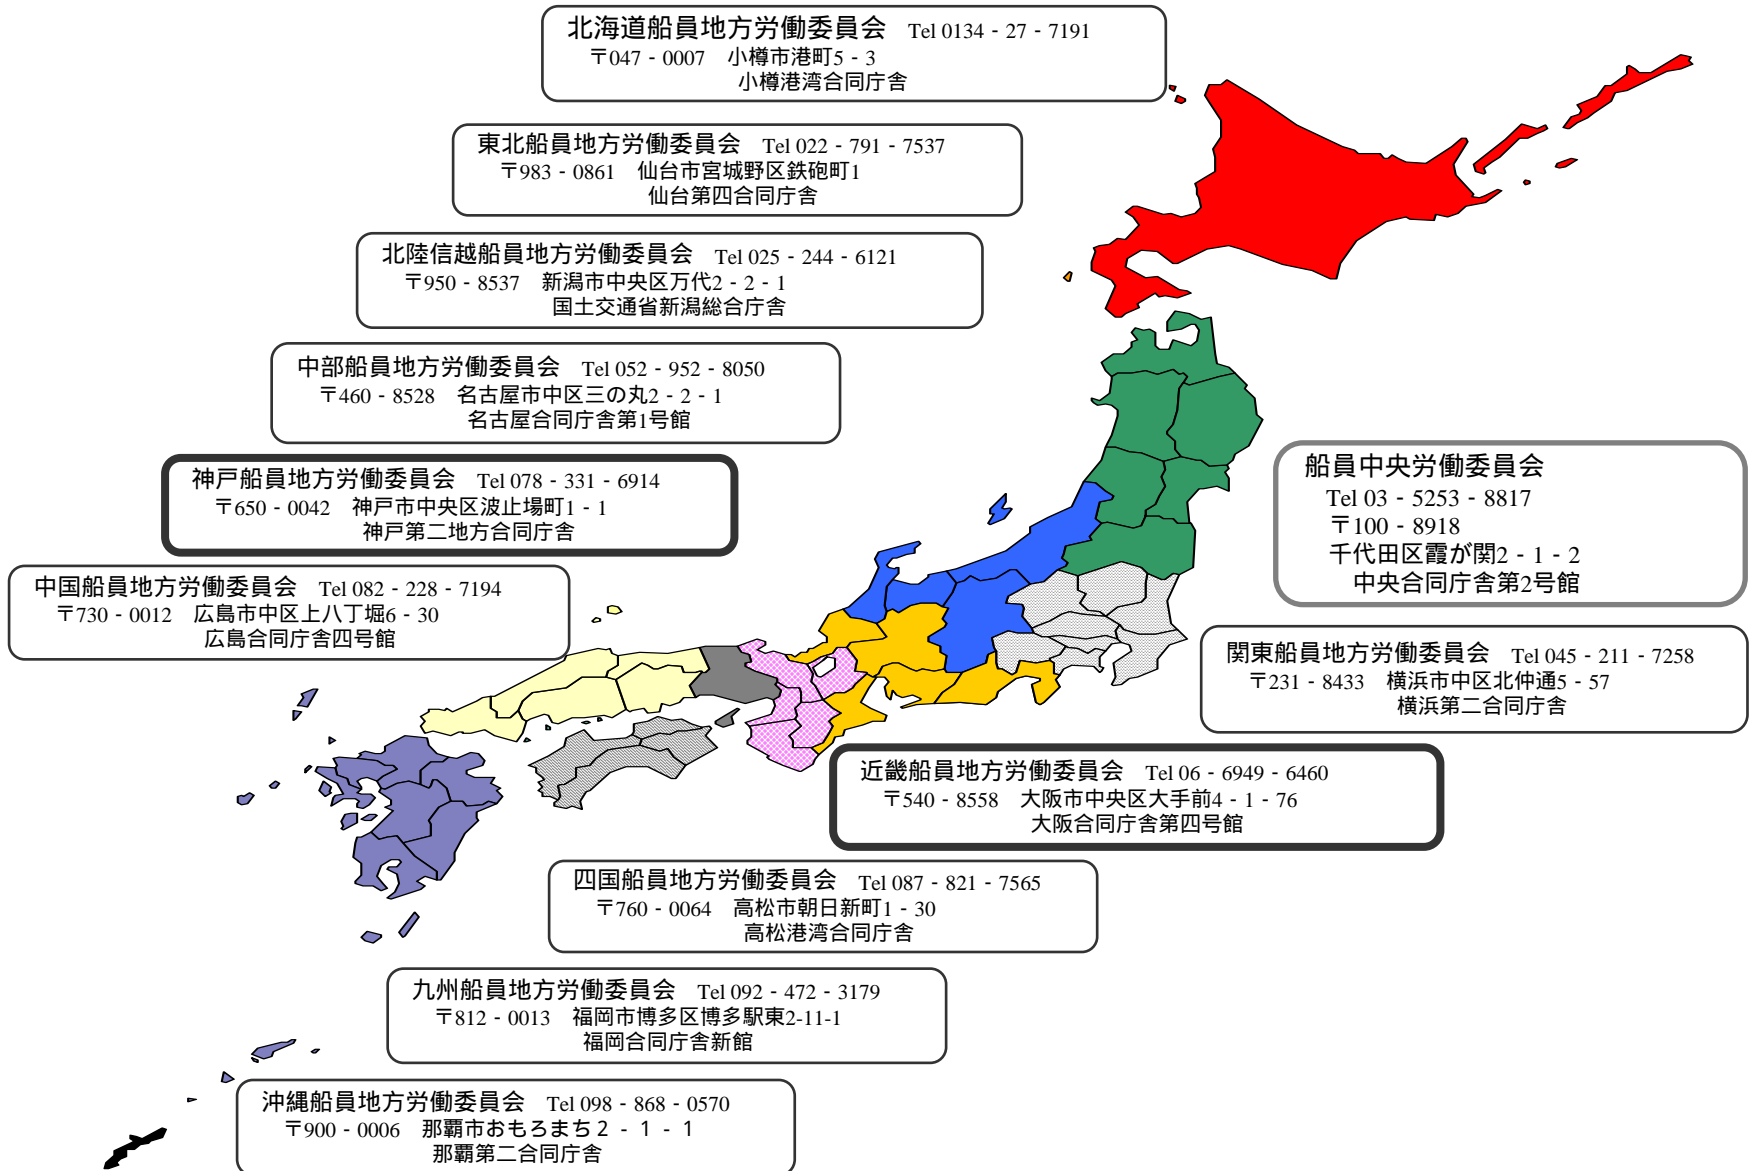 北海道船員地方労働委員会 Tel 0134 - 27 - 7191
〒047 - 0007 小樽市港町5 - 3
小樽港湾合同庁舎
東北船員地方労働委員会 Tel 022 - 791 - 7537
〒983 - 0861 仙台市宮城野区鉄砲町1
仙台第四合同庁舎
北陸信越船員地方労働委員会 Tel 025 - 244 - 6121
〒950 - 8537 新潟市中央区万代2 - 2 - 1
国土交通省新潟総合庁舎
中部船員地方労働委員会 Tel 052 - 952 - 8050
〒460 - 8528 名古屋市中区三の丸2 - 2 - 1
名古屋合同庁舎第1号館
神戸船員地方労働委員会 Tel 078 - 331 - 6914
〒650 - 0042 神戸市中央区波止場町1 - 1
神戸第二地方合同庁舎
中国船員地方労働委員会 Tel 082 - 228 - 7194
〒730 - 0012 広島市中区上八丁堀6 - 30
広島合同庁舎四号館
船員中央労働委員会
Tel 03 - 5253 - 8817
〒100 - 8918
千代田区霞が関2 - 1 - 2
中央合同庁舎第2号館
関東船員地方労働委員会 Tel 045 - 211 - 7258
〒231 - 8433 横浜市中区北仲通5 - 57
横浜第二合同庁舎
近畿船員地方労働委員会 Tel 06 - 6949 - 6460
〒540 - 8558 大阪市中央区大手前4 - 1 - 76
大阪合同庁舎第四号館
四国船員地方労働委員会 Tel 087 - 821 - 7565
〒760 - 0064 高松市朝日新町1 - 30
高松港湾合同庁舎
九州船員地方労働委員会 Tel 092 - 472 - 3179
〒812 - 0013 福岡市博多区博多駅東2-11-1
福岡合同庁舎新館
沖縄船員地方労働委員会 Tel 098 - 868 - 0570
〒900 - 0006 那覇市おもろまち2 - 1 - 1
那覇第二合同庁舎